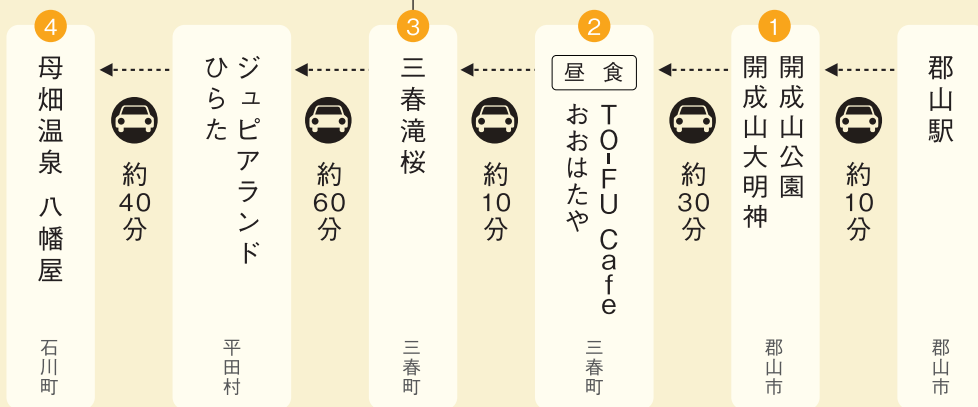 郡山駅
郡山市
約10分
1
開成山公園
開成山大明神
郡山市
約30分
2
昼食
TO-FU Cafe
おおはたや
三春町
約10分
3
三春滝桜
三春町
約60分
ジュピアランド
ひらた
平田村
約40分
4
母畑温泉 八幡屋
石川町